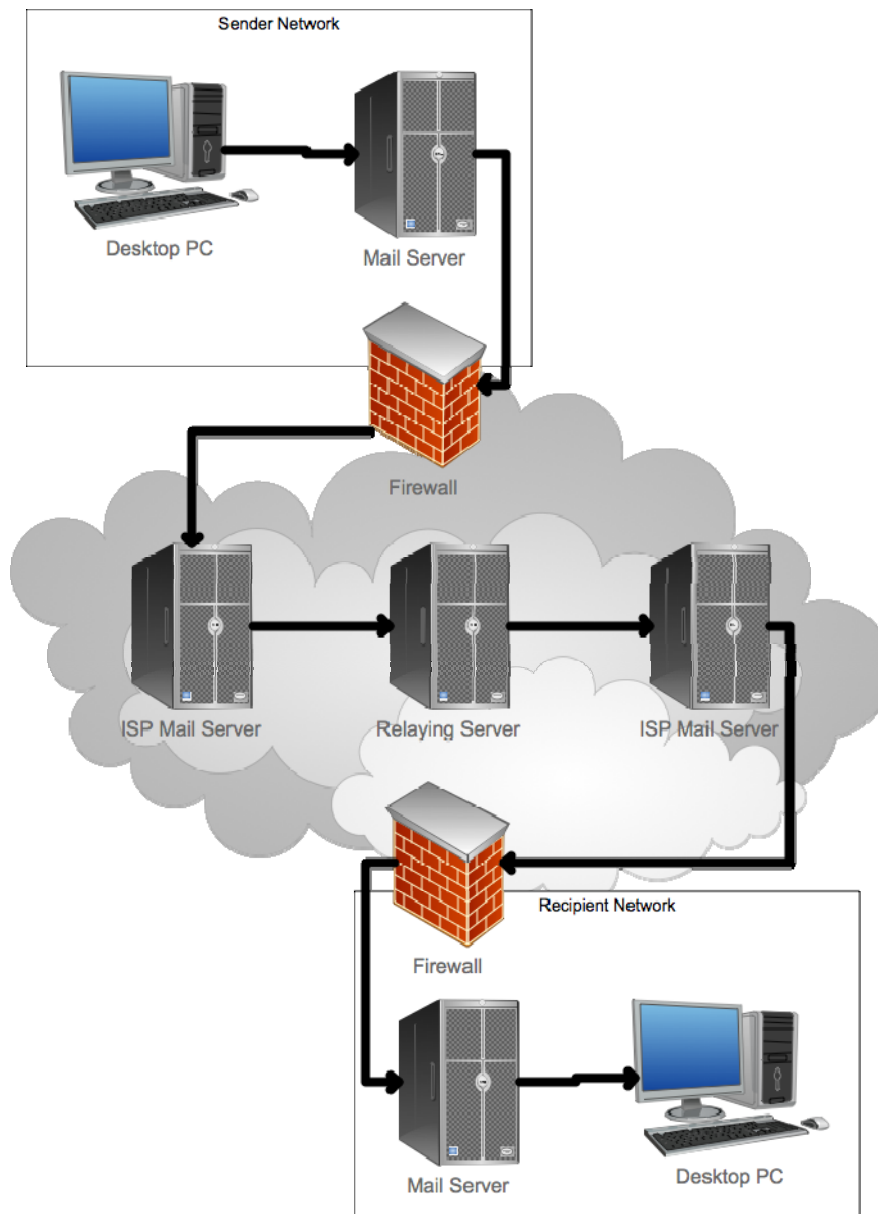 Sender Network
Desktop PC
Mail Server
Firewall
ISP Mail Server
Relaying Server
ISP Mail Server
Recipient Network
Firewall
Mail Server
Desktop PC